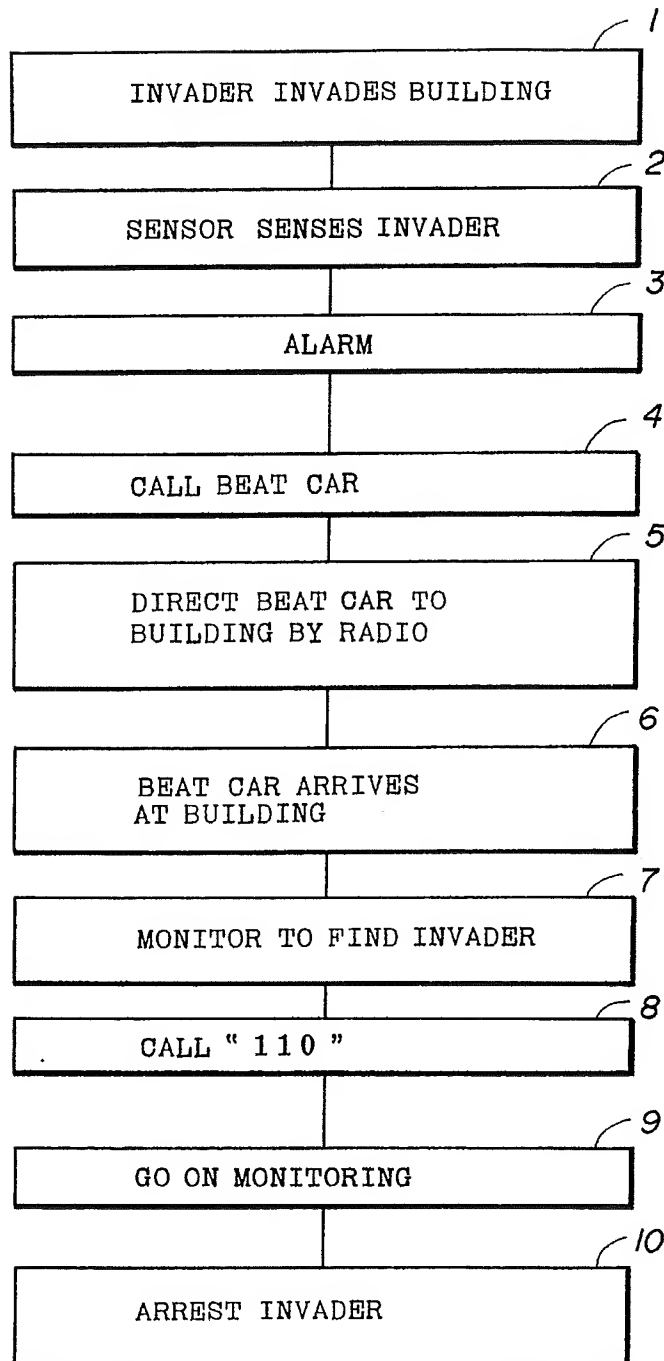 1
INVADER INVADES BUILDING
2
SENSOR SENSES INVADER
3
ALARM
4
CALL BEAT CAR
5
DIRECT BEAT CAR TO
BUILDING BY RADIO
6
BEAT CAR ARRIVES
AT BUILDING
7
MONITOR TO FIND INVADER
8
CALL “ 110 ”
9
GO ON MONITORING
10
ARREST INVADER